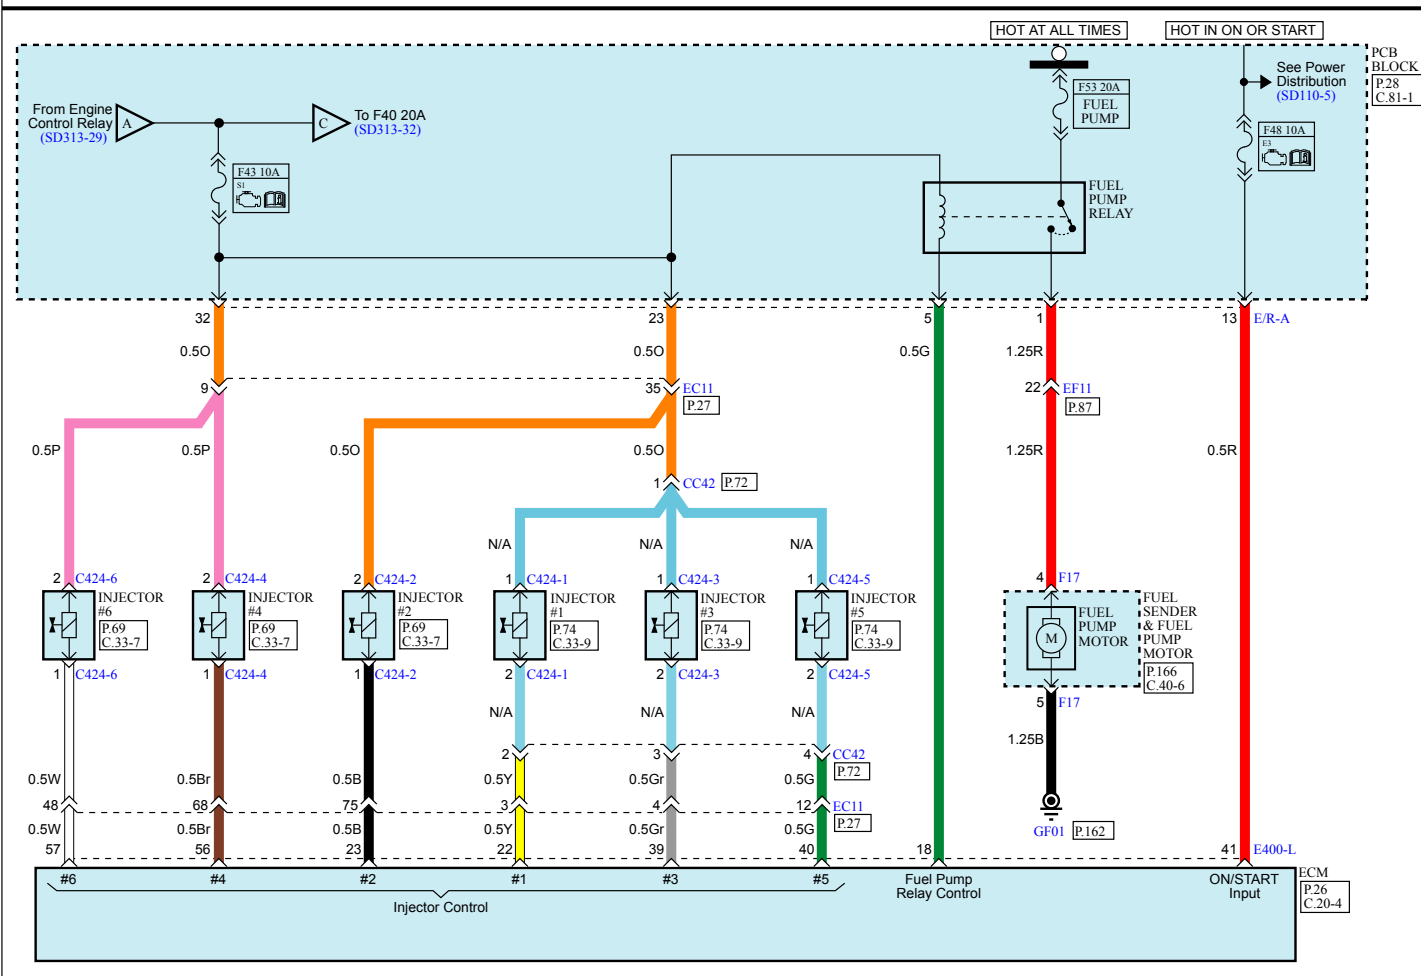 HOT AT ALL TIMES
HOT IN ON OR START
PCB
BLOCK
P.28
C.81-1
See Power
Distribution
(SD110-5)
F53 20A
FUEL
PUMP
From Engine
Control Relay
(SD313-29)
A
C
To F40 20A
(SD313-32)
F48 10A
E3
F43 10A
S1
FUEL
PUMP
RELAY
32
23
5
1
13
E/R-A
0.5O
0.5O
0.5G
1.25R
9
35
EC11
P.27
22
EF11
P.87
0.5P
0.5P
0.5O
0.5O
1.25R
0.5R
1
CC42
P.72
N/A
N/A
N/A
2
C424-6
2
C424-4
2
C424-2
1
C424-1
1
C424-3
1
C424-5
4
F17
INJECTOR
#6
P.69
C.33-7
INJECTOR
#4
P.69
C.33-7
INJECTOR
#2
P.69
C.33-7
INJECTOR
#1
P.74
C.33-9
INJECTOR
#3
P.74
C.33-9
INJECTOR
#5
P.74
C.33-9
M
FUEL
PUMP
MOTOR
FUEL
SENDER
& FUEL
PUMP
MOTOR
P.166
C.40-6
1
C424-6
1
C424-4
1
C424-2
2
C424-1
2
C424-3
2
C424-5
5
F17
N/A
N/A
N/A
1.25B
2
3
4
CC42
P.72
0.5W
0.5Br
0.5B
0.5Y
0.5Gr
0.5G
48
68
75
3
4
12
EC11
P.27
0.5W
0.5Br
0.5B
0.5Y
0.5Gr
0.5G
GF01
P.162
57
56
23
22
39
40
18
41
E400-L
#6
#4
#2
#1
#3
#5
Injector Control
Fuel Pump
Relay Control
ON/START
Input
ECM
P.26
C.20-4